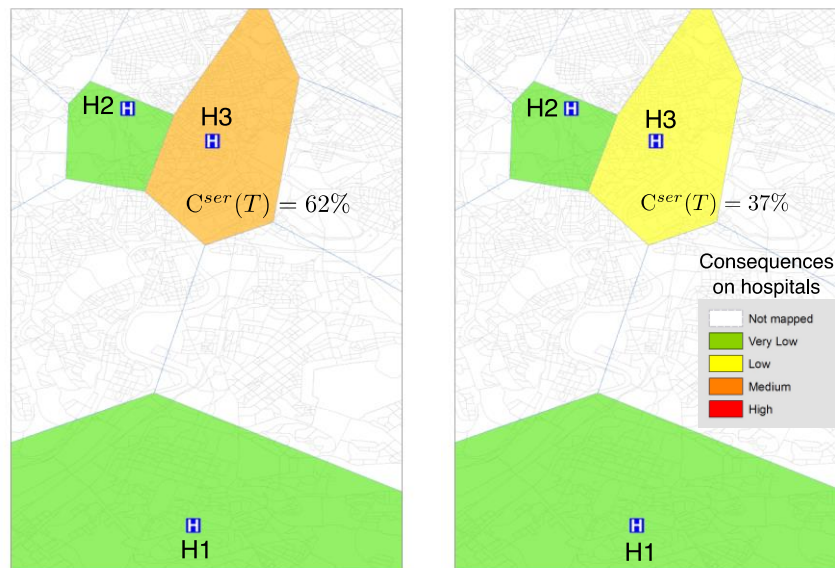 H2 H
H3
H
C^{ser}(T) = 62%
H
H1
H2 H
H3
H
C^{ser}(T) = 37%
Consequences
on hospitals
Not mapped
Very Low
Low
Medium
High
H
H1